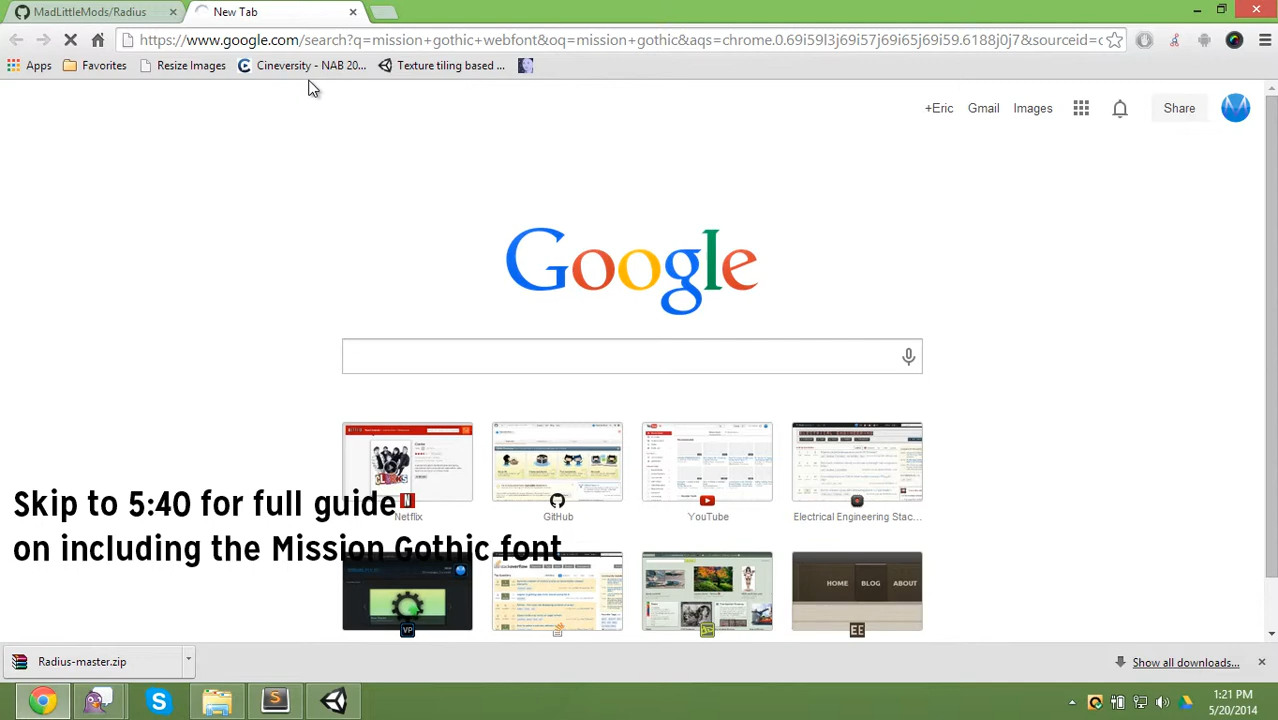 MadLittleMods/Radius
New Tab
https://www.google.com/search?q=mission+gothic+webfont&oq=mission+gothic&aqs=chrome.0.69i59l3j69i57j69i65j69i59.6188j0j7&sourceid=c
Apps Favorites Resize Images Cineversity - NAB 20... Texture tiling based ...
+Eric Gmail Images Share
Google
Netflix GitHub YouTube Electrical Engineering Stac...
Skip to 5:40 for full guide
on including the Mission Gothic font
HOME BLOG ABOUT
VP EE
Radius-master.zip Show all downloads...
1:21 PM
5/20/2014